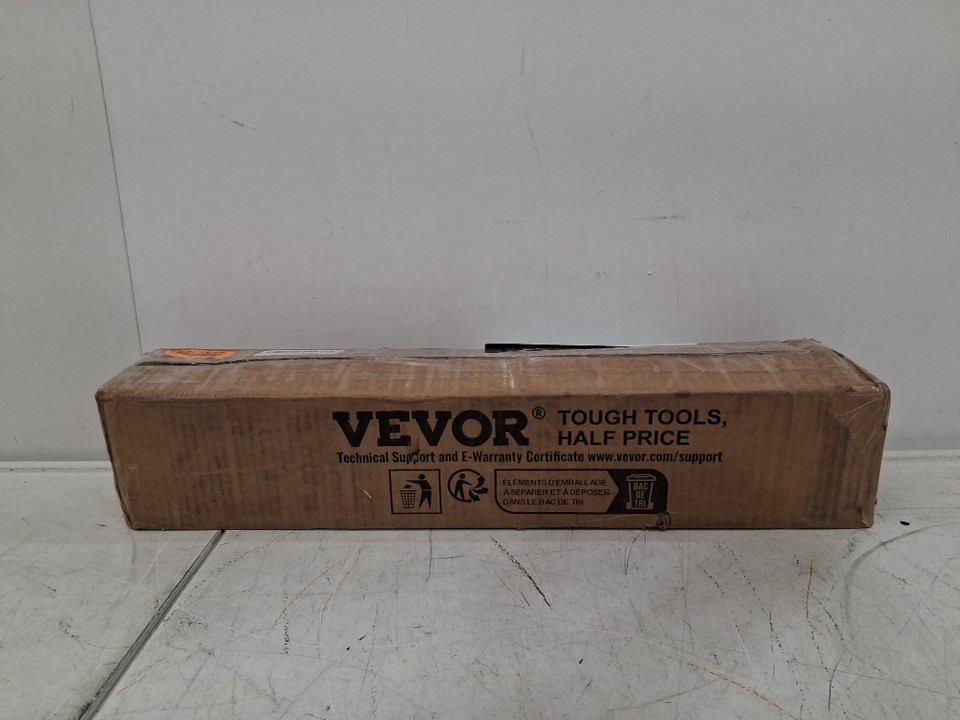 VEVOR® TOUGH TOOLS,
HALF PRICE
Technical Support and E-Warranty Certificate www.vevor.com/support
ÉLÉMENTS D'EMBALLAGE
À SÉPARER ET À DÉPOSER
DANS LE BAC DE TRI
BAC
DE
TRI